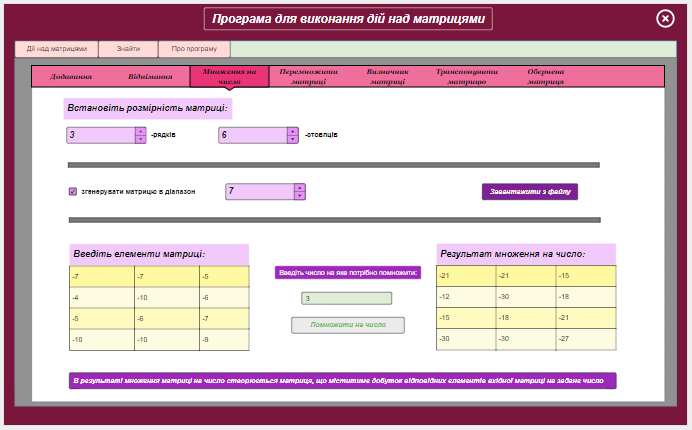 Програма для виконання дій над матрицями
Дії над матрицями Знайти Про програму
Додавання Віднімання Множення на число Перемножити матриці Визначник матриці Транспонувати матрицю Обернена матриця
Встановіть розмірність матриці:
3 -рядків 6 -стовпців
згенерувати матрицю в діапазон 7 Завантажити з файлу
Введіть елементи матриці:
-7 -7 -5
-4 -10 -6
-5 -6 -7
-10 -10 -9
Введіть число на яке потрібно помножити:
3
Помножити на число
Результат множення на число:
-21 -21 -15
-12 -30 -18
-15 -18 -21
-30 -30 -27
В результаті множення матриці на число створюється матриця, що міститиме добуток відповідних елементів вхідної матриці на задане число